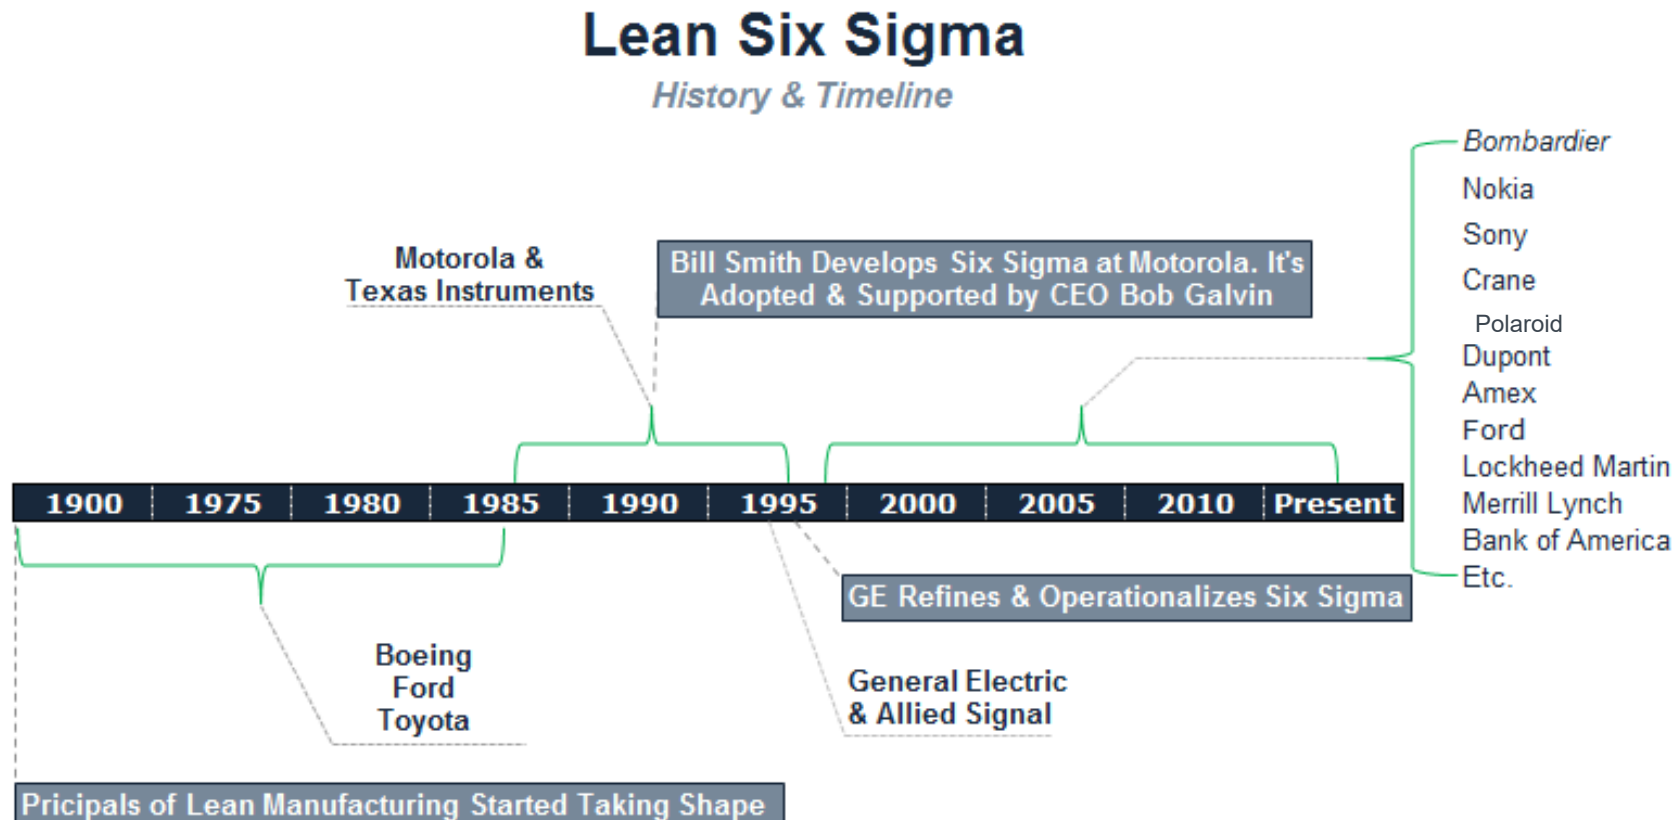 Lean Six Sigma
History & Timeline
Bombardier
Nokia
Sony
Crane
Polaroid
Dupont
Amex
Ford
Lockheed Martin
Merrill Lynch
Bank of America
Etc.
Motorola &
Texas Instruments
Bill Smith Develops Six Sigma at Motorola. It's
Adopted & Supported by CEO Bob Galvin
1900 1975 1980 1985 1990 1995 2000 2005 2010 Present
GE Refines & Operationalizes Six Sigma
Boeing
Ford
Toyota
General Electric
& Allied Signal
Pricipals of Lean Manufacturing Started Taking Shape